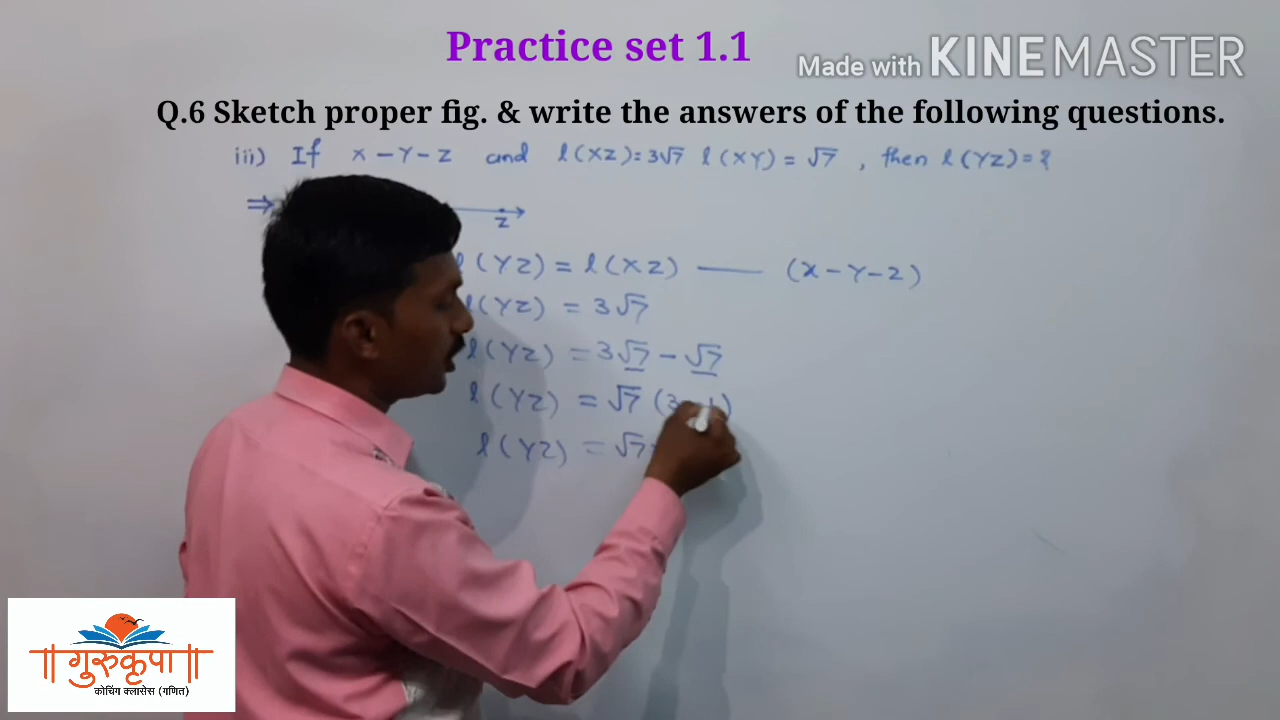 Practice set 1.1
Made with KINEMASTER
Q.6 Sketch proper fig. & write the answers of the following questions.
iii) If X-Y-Z and l(XZ)=3√7 l(XY)=√7, then l(YZ)=?
⇒ Z
l(YZ) = l(XZ) —— (X-Y-Z)
l(YZ) = 3√7
l(YZ) = 3√7 - √7
l(YZ) = √7 (3-1)
l(YZ) = √7
॥ गुरुकृपा ॥
कोचिंग क्लासेस (गणित)